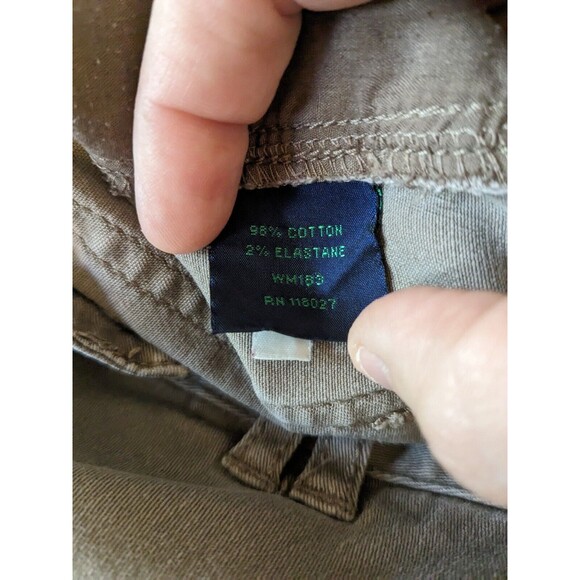 98% COTTON
2% ELASTANE
WM183
RN 118027